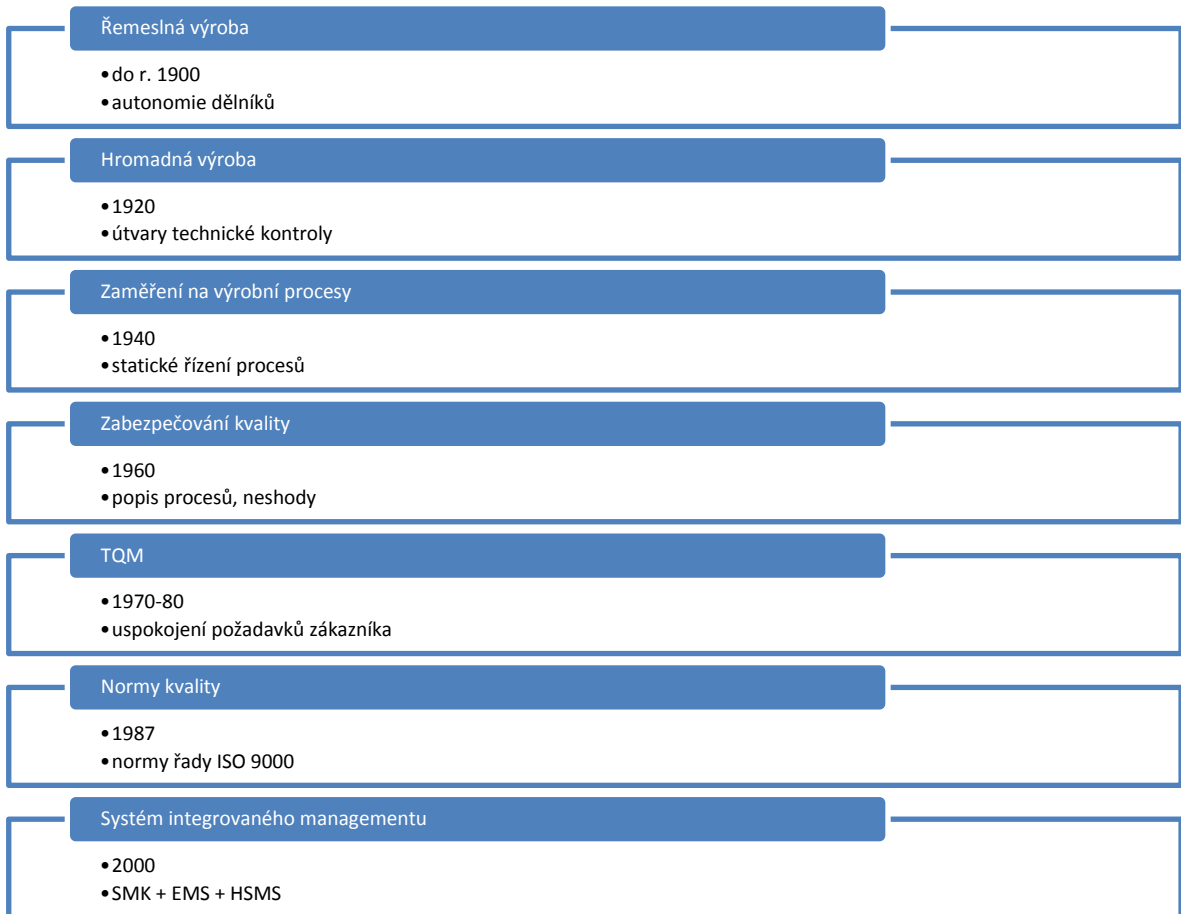 Řemeslná výroba
•do r. 1900
•autonomie dělníků
Hromadná výroba
•1920
•útvary technické kontroly
Zaměření na výrobní procesy
•1940
•statické řízení procesů
Zabezpečování kvality
•1960
•popis procesů, neshody
TQM
•1970-80
•uspokojení požadavků zákazníka
Normy kvality
•1987
•normy řady ISO 9000
Systém integrovaného managementu
•2000
•SMK + EMS + HSMS